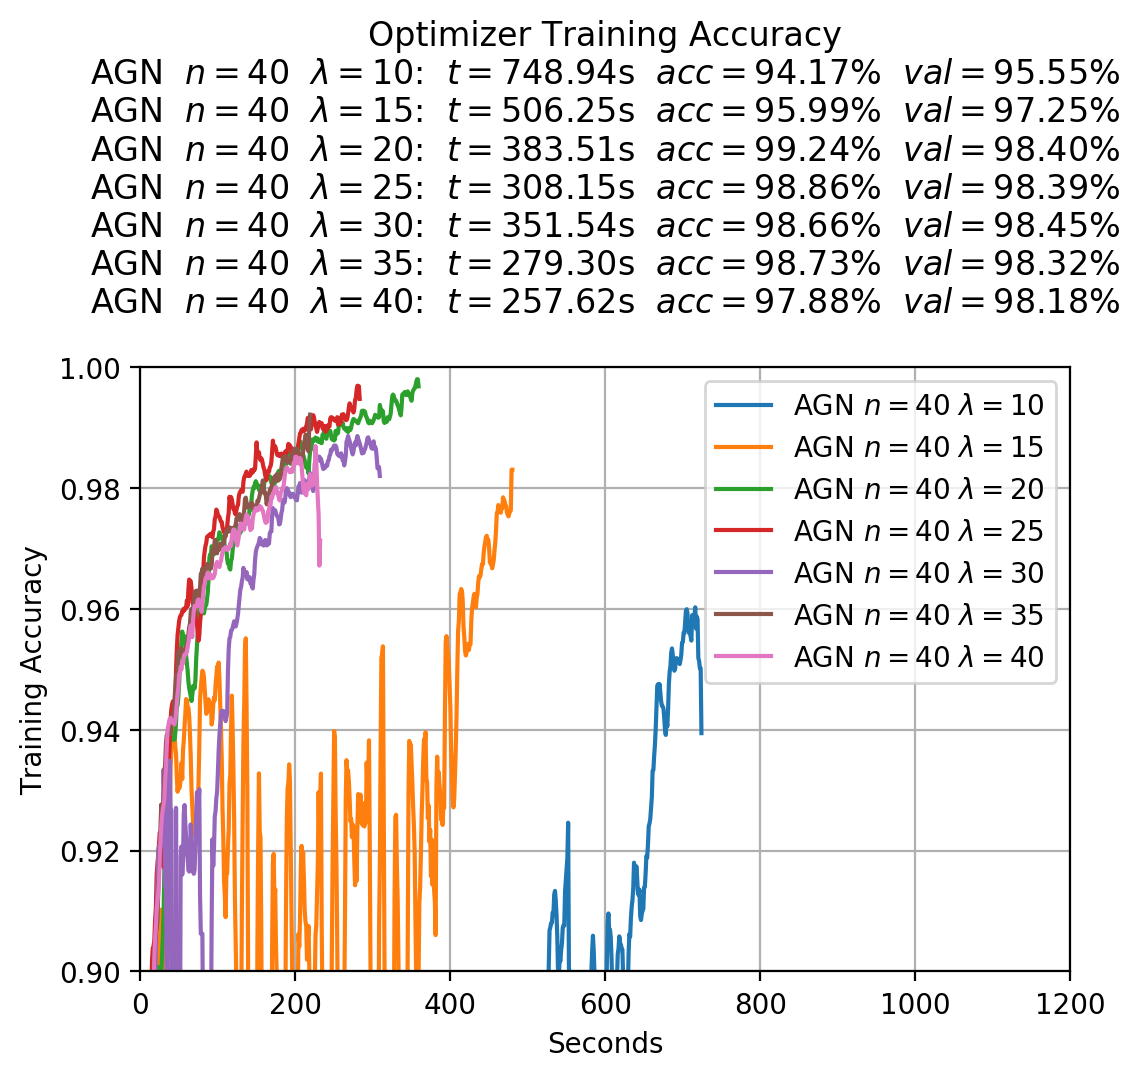 Optimizer Training Accuracy
AGN n = 40 λ = 10: t = 748.94s acc = 94.17% val = 95.55%
AGN n = 40 λ = 15: t = 506.25s acc = 95.99% val = 97.25%
AGN n = 40 λ = 20: t = 383.51s acc = 99.24% val = 98.40%
AGN n = 40 λ = 25: t = 308.15s acc = 98.86% val = 98.39%
AGN n = 40 λ = 30: t = 351.54s acc = 98.66% val = 98.45%
AGN n = 40 λ = 35: t = 279.30s acc = 98.73% val = 98.32%
AGN n = 40 λ = 40: t = 257.62s acc = 97.88% val = 98.18%
1.00
0.98
0.96
0.94
0.92
0.90
Training Accuracy
AGN n = 40 λ = 10
AGN n = 40 λ = 15
AGN n = 40 λ = 20
AGN n = 40 λ = 25
AGN n = 40 λ = 30
AGN n = 40 λ = 35
AGN n = 40 λ = 40
0 200 400 600 800 1000 1200
Seconds